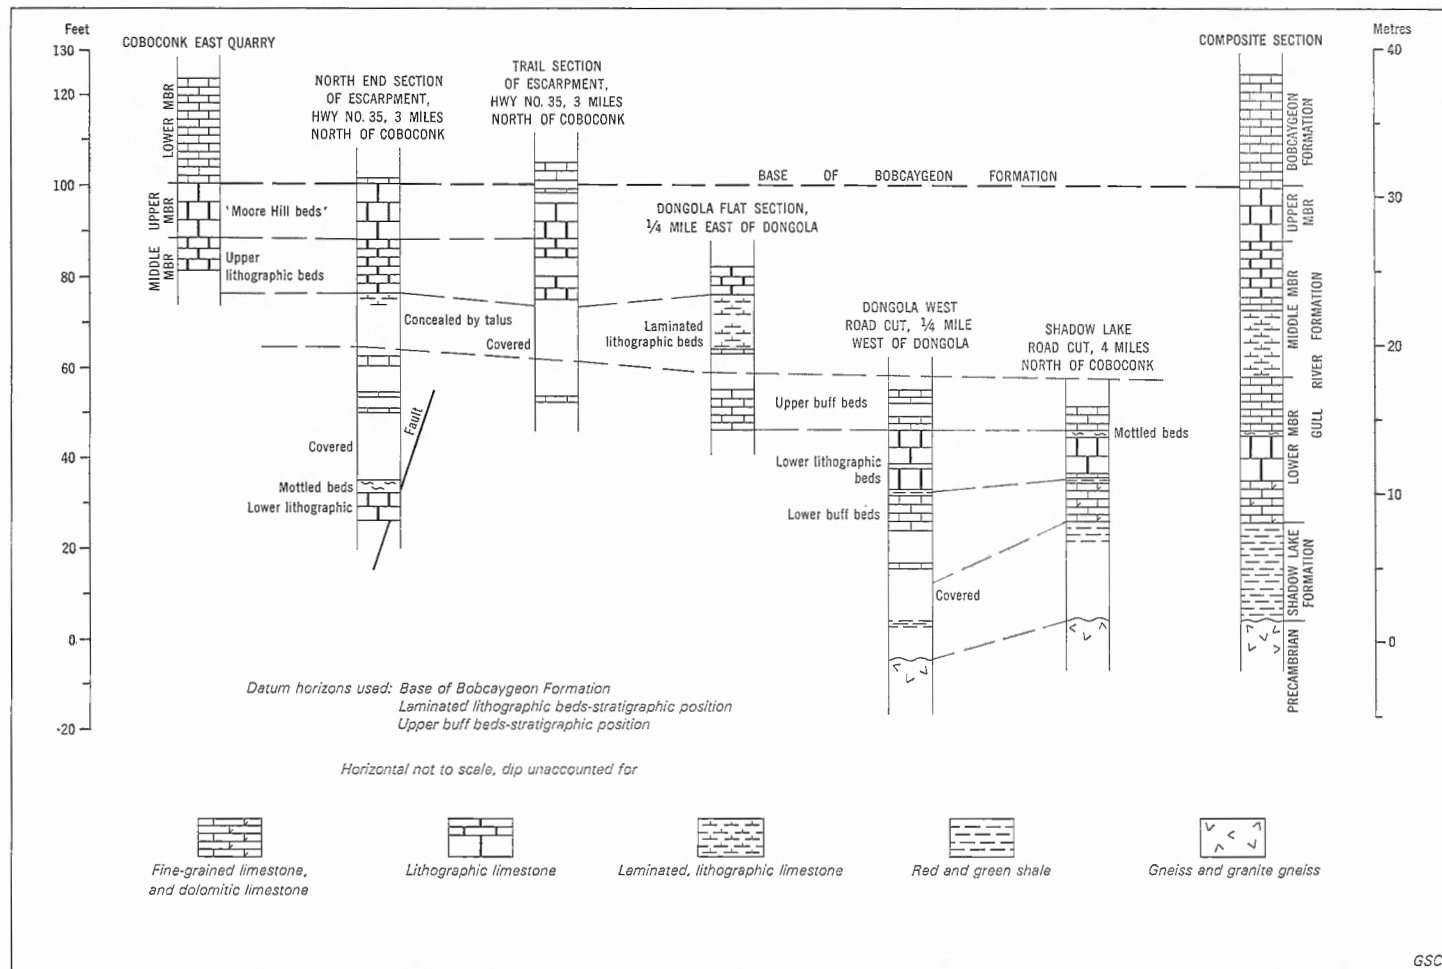 Feet
130
120
100
80
60
40
20
0.
-20
Metres
40
30
20
10
0
COBOCONK EAST QUARRY
LOWER MBR
UPPER MBR
MIDDLE MBR
'Moore Hill beds'
Upper
lithographic beds
NORTH END SECTION
OF ESCARPMENT,
HWY NO. 35, 3 MILES
NORTH OF COBOCONK
Concealed by talus
Covered
Mottled beds
Lower lithographic
Fault
TRAIL SECTION
OF ESCARPMENT,
HWY NO. 35, 3 MILES
NORTH OF COBOCONK
Covered
BASE OF BOBCAYGEON FORMATION
DONGOLA FLAT SECTION,
¼ MILE EAST OF DONGOLA
Laminated
lithographic beds
DONGOLA WEST
ROAD CUT, ¼ MILE
WEST OF DONGOLA
Upper buff beds
Lower lithographic
beds
Lower buff beds
Covered
SHADOW LAKE
ROAD CUT, 4 MILES
NORTH OF COBOCONK
Mottled beds
COMPOSITE SECTION
BOBCAYGEON
FORMATION
UPPER MBR
MIDDLE MBR
LOWER MBR
GULL RIVER FORMATION
SHADOW LAKE
FORMATION
PRECAMBRIAN
Datum horizons used: Base of Bobcaygeon Formation
Laminated lithographic beds-stratigraphic position
Upper buff beds-stratigraphic position
Horizontal not to scale, dip unaccounted for
Fine-grained limestone,
and dolomitic limestone
Lithographic limestone
Laminated, lithographic limestone
Red and green shale
Gneiss and granite gneiss
GSC